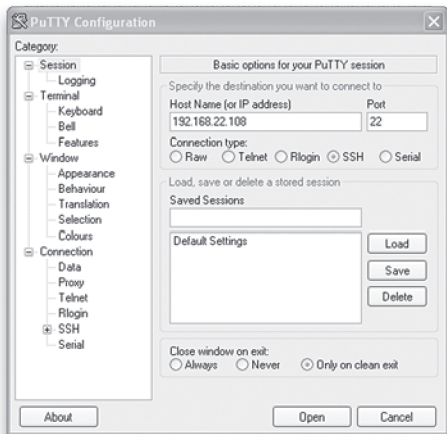 PuTTY Configuration
Category:
Session
Logging
Terminal
Keyboard
Bell
Features
Window
Appearance
Behaviour
Translation
Selection
Colours
Connection
Data
Proxy
Telnet
Rlogin
SSH
Serial
Basic options for your PuTTY session
Specify the destination you want to connect to
Host Name (or IP address) Port
192.168.22.108 22
Connection type:
Raw Telnet Rlogin SSH Serial
Load, save or delete a stored session
Saved Sessions
Default Settings
Load
Save
Delete
Close window on exit:
Always Never Only on clean exit
About Open Cancel